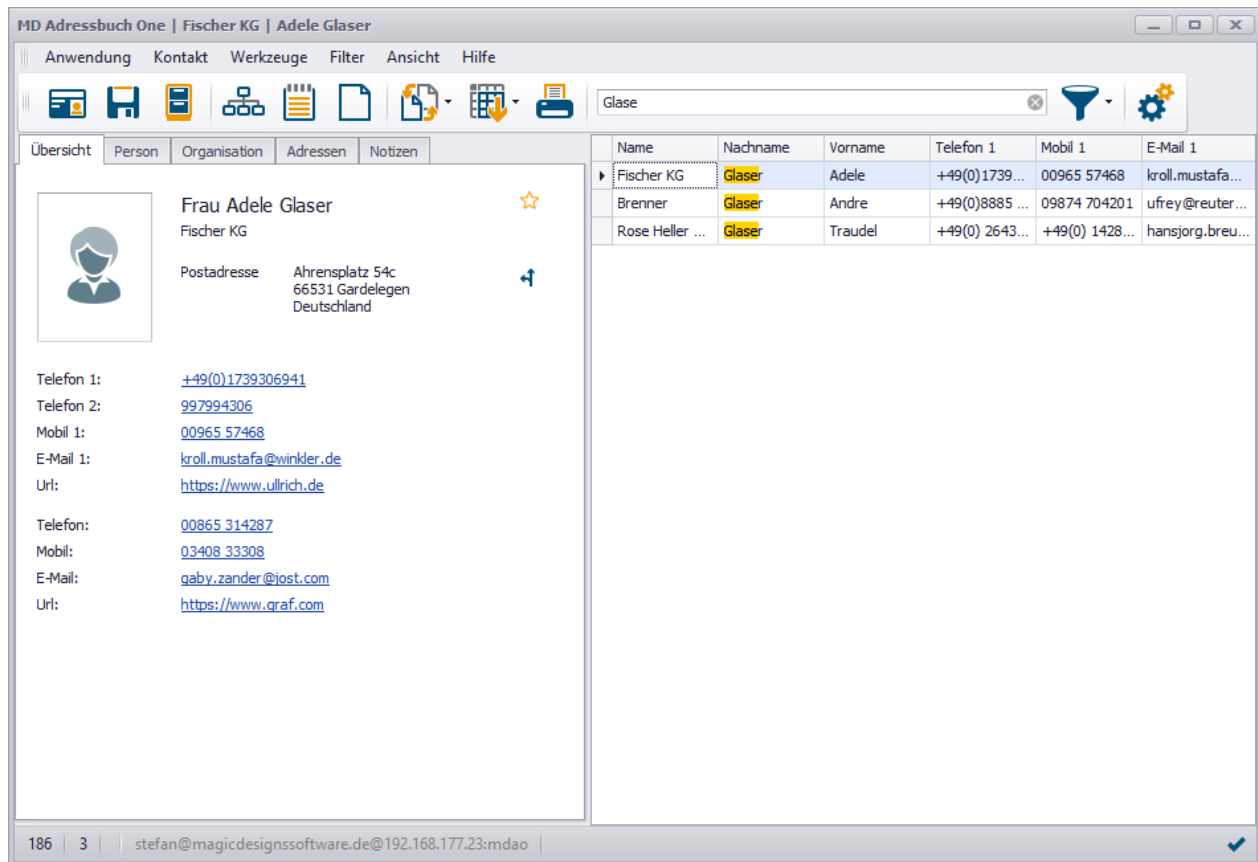 MD Adressbuch One | Fischer KG | Adele Glaser
Anwendung Kontakt Werkzeuge Filter Ansicht Hilfe
Glase
Übersicht Person Organisation Adressen Notizen
Frau Adele Glaser
Fischer KG
Postadresse Ahrensplatz 54c
66531 Gardelegen
Deutschland
Telefon 1: +49(0)1739306941
Telefon 2: 997994306
Mobil 1: 00965 57468
E-Mail 1: kroll.mustafa@winkler.de
Url: https://www.ullrich.de
Telefon: 00865 314287
Mobil: 03408 33308
E-Mail: gaby.zander@jost.com
Url: https://www.graf.com
Name Nachname Vorname Telefon 1 Mobil 1 E-Mail 1
Fischer KG Glaser Adele +49(0)1739... 00965 57468 kroll.mustafa...
Brenner Glaser Andre +49(0)8885 ... 09874 704201 ufrey@reuter...
Rose Heller ... Glaser Traudel +49(0) 2643... +49(0) 1428... hansjorg.breu...
186 3 stefan@magicdesignssoftware.de@192.168.177.23:mdao